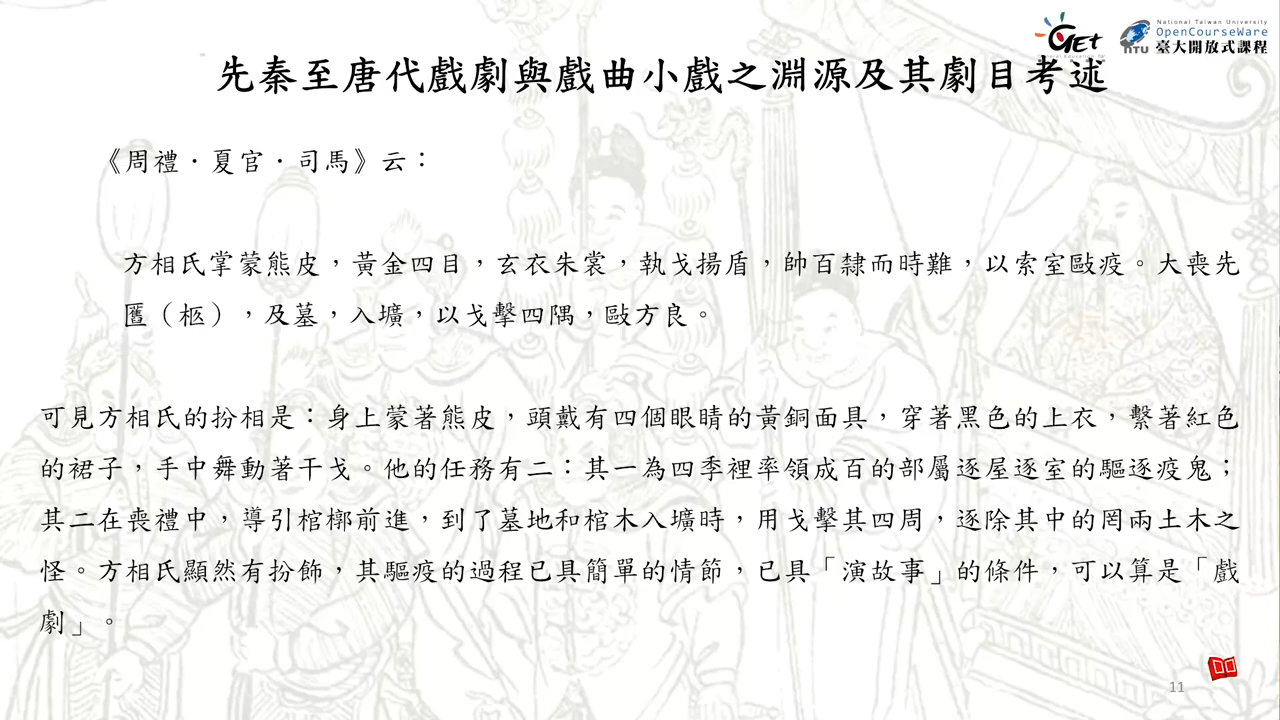 GET
National Taiwan University
OpenCourseWare
NTU 臺大開放式課程
先秦至唐代戲劇與戲曲小戲之淵源及其劇目考述
《周禮．夏官．司馬》云：
方相氏掌蒙熊皮，黃金四目，玄衣朱裳，執戈揚盾，帥百隸而時難，以索室毆疫。大喪先
匶（柩），及墓，入壙，以戈擊四隅，毆方良。
可見方相氏的扮相是：身上蒙著熊皮，頭戴有四個眼睛的黃銅面具，穿著黑色的上衣，繫著紅色
的裙子，手中舞動著干戈。他的任務有二：其一為四季裡率領成百的部屬逐屋逐室的驅逐疫鬼；
其二在喪禮中，導引棺槨前進，到了墓地和棺木入壙時，用戈擊其四周，逐除其中的罔兩土木之
怪。方相氏顯然有扮飾，其驅疫的過程已具簡單的情節，已具「演故事」的條件，可以算是「戲
劇」。
11